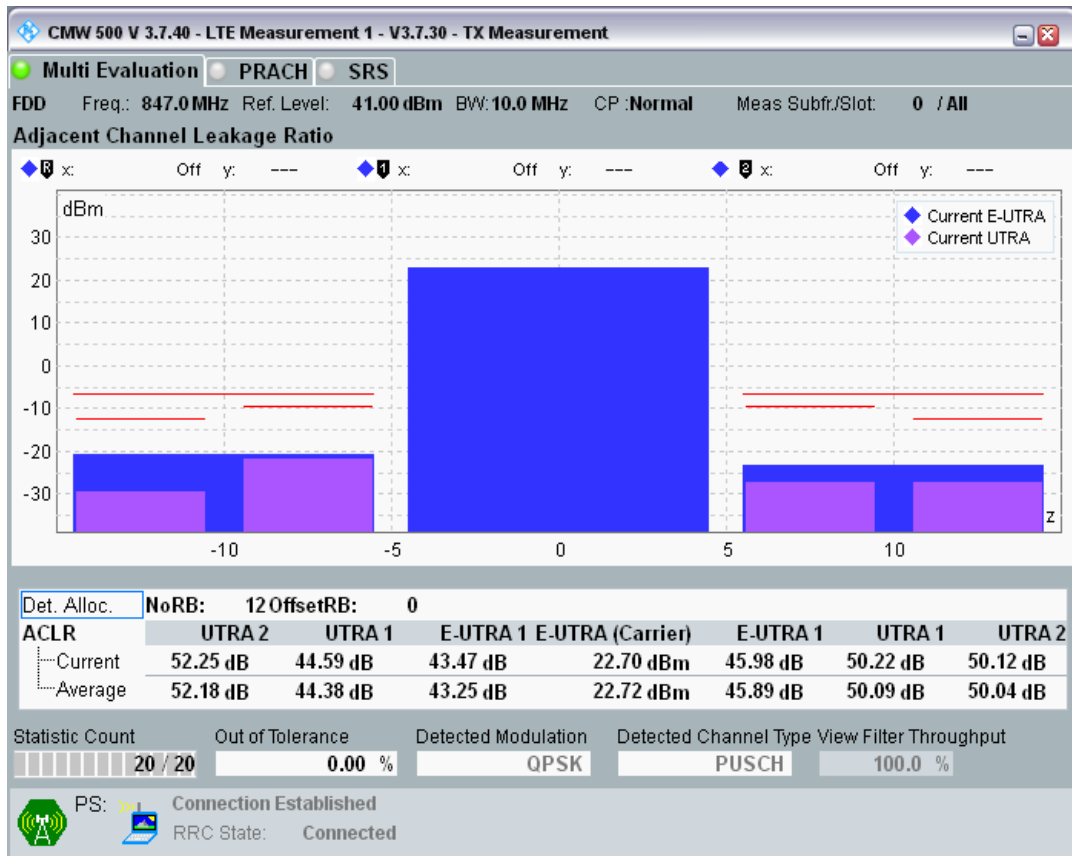 CMW 500 V 3.7.40 - LTE Measurement 1 - V3.7.30 - TX Measurement
Multi Evaluation PRACH SRS
FDD Freq.: 847.0 MHz Ref. Level: 41.00 dBm BW: 10.0 MHz CP :Normal Meas Subfr./Slot: 0 / All
Adjacent Channel Leakage Ratio
R x: Off y: --- 1 x: Off y: --- 2 x: Off y: ---
dBm
Current E-UTRA
Current UTRA
30
20
10
0
-10
-20
-30
z
-10 -5 0 5 10
Det. Alloc. NoRB: 12 OffsetRB: 0
ACLR UTRA 2 UTRA 1 E-UTRA 1 E-UTRA (Carrier) E-UTRA 1 UTRA 1 UTRA 2
Current 52.25 dB 44.59 dB 43.47 dB 22.70 dBm 45.98 dB 50.22 dB 50.12 dB
Average 52.18 dB 44.38 dB 43.25 dB 22.72 dBm 45.89 dB 50.09 dB 50.04 dB
Statistic Count Out of Tolerance Detected Modulation Detected Channel Type View Filter Throughput
20 / 20 0.00 % QPSK PUSCH 100.0 %
PS: Connection Established
RRC State: Connected